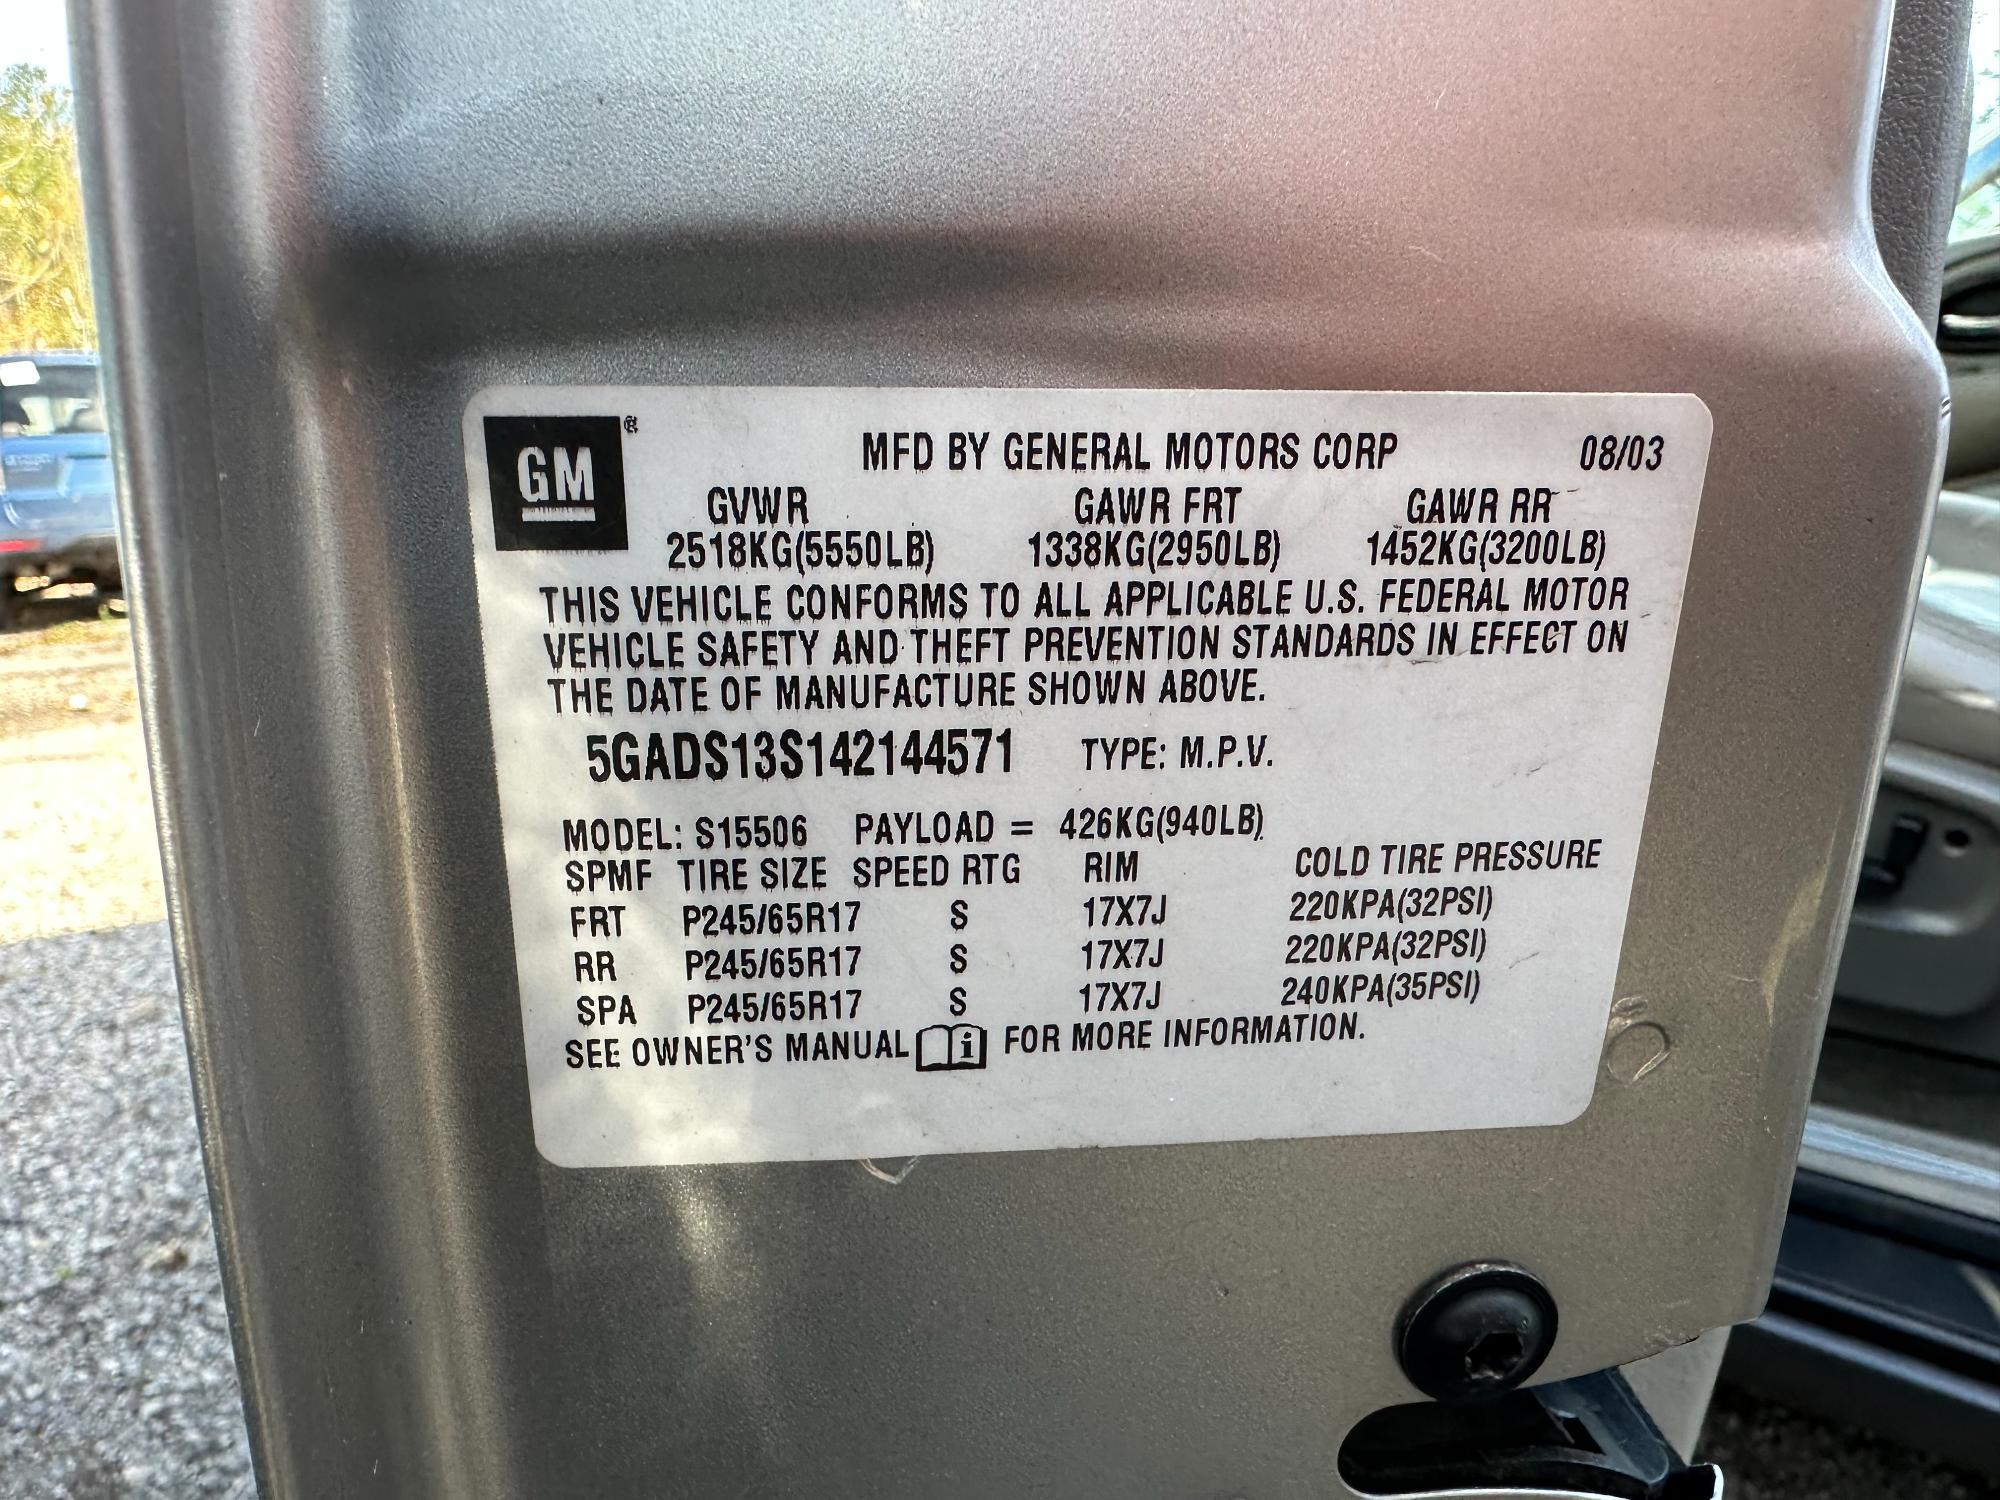 GM ®
MFD BY GENERAL MOTORS CORP 08/03
GVWR GAWR FRT GAWR RR
2518KG(5550LB) 1338KG(2950LB) 1452KG(3200LB)
THIS VEHICLE CONFORMS TO ALL APPLICABLE U.S. FEDERAL MOTOR
VEHICLE SAFETY AND THEFT PREVENTION STANDARDS IN EFFECT ON
THE DATE OF MANUFACTURE SHOWN ABOVE.
5GADS13S142144571 TYPE: M.P.V.
MODEL: S15506 PAYLOAD = 426KG(940LB)
SPMF TIRE SIZE SPEED RTG RIM COLD TIRE PRESSURE
FRT P245/65R17 S 17X7J 220KPA(32PSI)
RR P245/65R17 S 17X7J 220KPA(32PSI)
SPA P245/65R17 S 17X7J 240KPA(35PSI)
SEE OWNER'S MANUAL i FOR MORE INFORMATION.